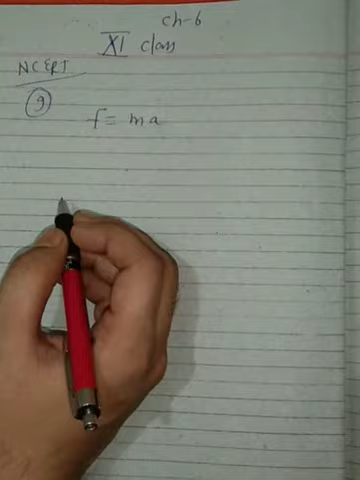 ch-6
XI class
NCERT
9
f = ma